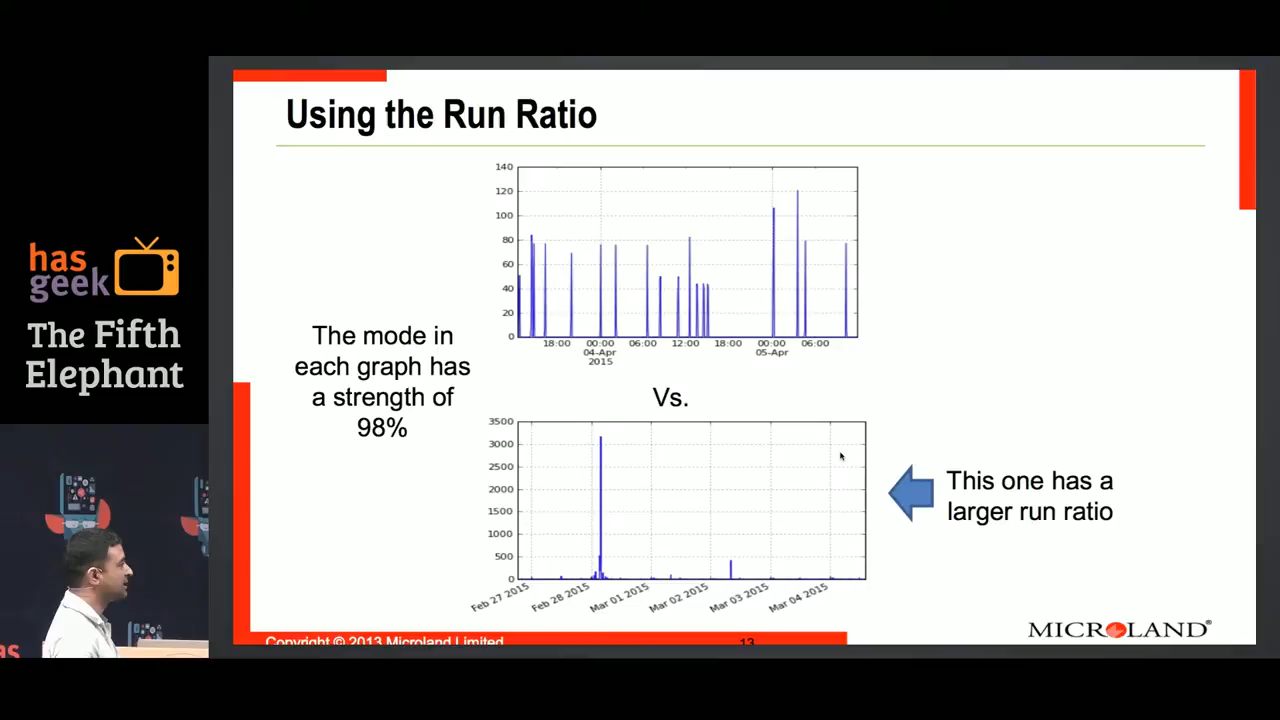 Using the Run Ratio
140
120
100
80
60
40
20
0
18:00 00:00 06:00 12:00 18:00 00:00 06:00
04-Apr 05-Apr
2015
has
geek
The Fifth
Elephant
The mode in
each graph has
a strength of
98%
Vs.
3500
3000
2500
2000
1500
1000
500
0
Feb 27 2015 Feb 28 2015 Mar 01 2015 Mar 02 2015 Mar 03 2015 Mar 04 2015
This one has a
larger run ratio
Copyright © 2013 Microland Limited
13
MICROLAND®
as